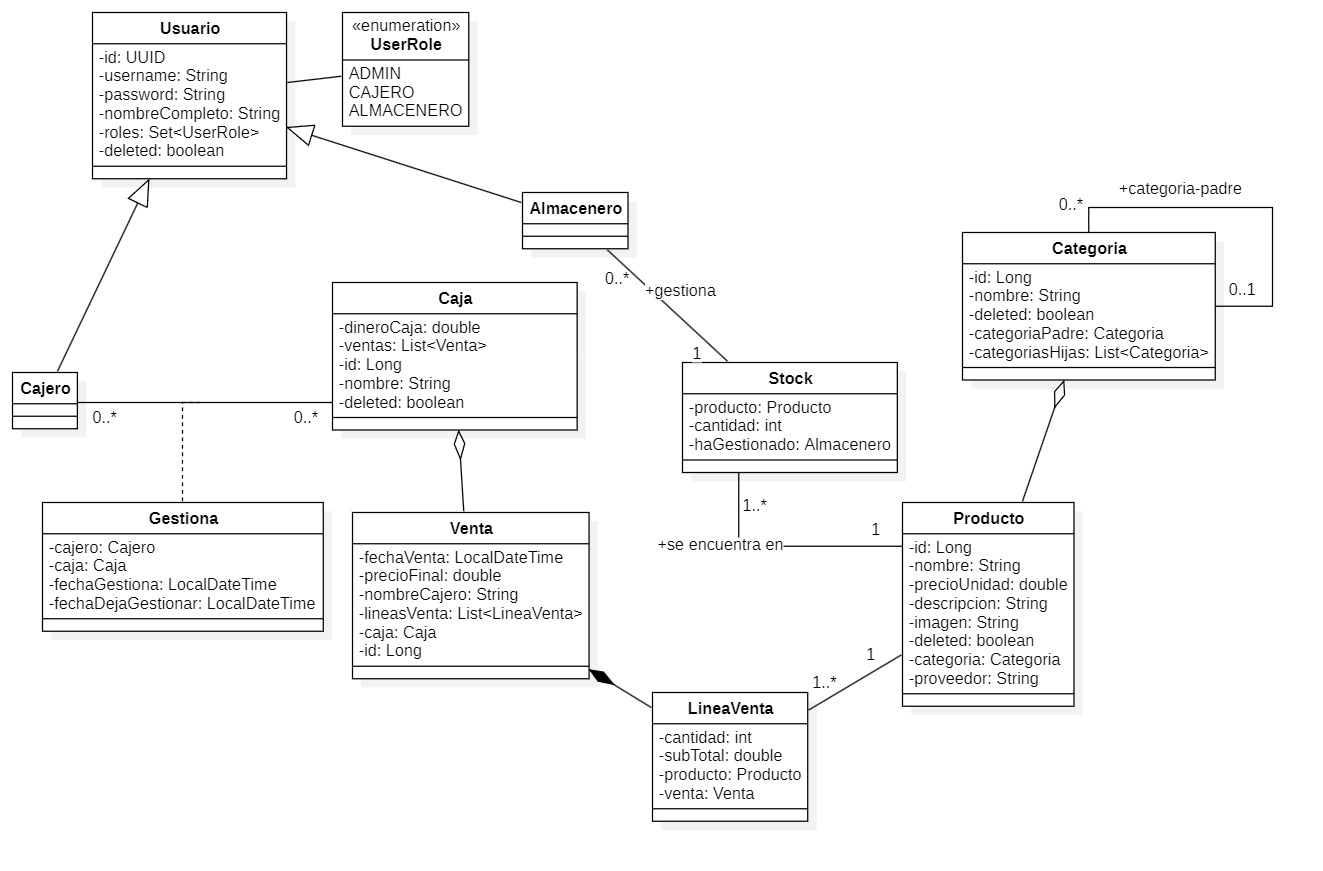 Usuario
-id: UUID
-username: String
-password: String
-nombreCompleto: String
-roles: Set<UserRole>
-deleted: boolean
«enumeration»
UserRole
ADMIN
CAJERO
ALMACENERO
Almacenero
0..*
+gestiona
1
+categoria-padre
0..*
Categoria
-id: Long
-nombre: String
-deleted: boolean
-categoriaPadre: Categoria
-categoriasHijas: List<Categoria>
0..1
Caja
-dineroCaja: double
-ventas: List<Venta>
-id: Long
-nombre: String
-deleted: boolean
Cajero
0..*
0..*
Stock
-producto: Producto
-cantidad: int
-haGestionado: Almacenero
1..*
+se encuentra en
1
Gestiona
-cajero: Cajero
-caja: Caja
-fechaGestiona: LocalDateTime
-fechaDejaGestionar: LocalDateTime
Venta
-fechaVenta: LocalDateTime
-precioFinal: double
-nombreCajero: String
-lineasVenta: List<LineaVenta>
-caja: Caja
-id: Long
Producto
-id: Long
-nombre: String
-precioUnidad: double
-descripcion: String
-imagen: String
-deleted: boolean
-categoria: Categoria
-proveedor: String
1
1..*
LineaVenta
-cantidad: int
-subTotal: double
-producto: Producto
-venta: Venta